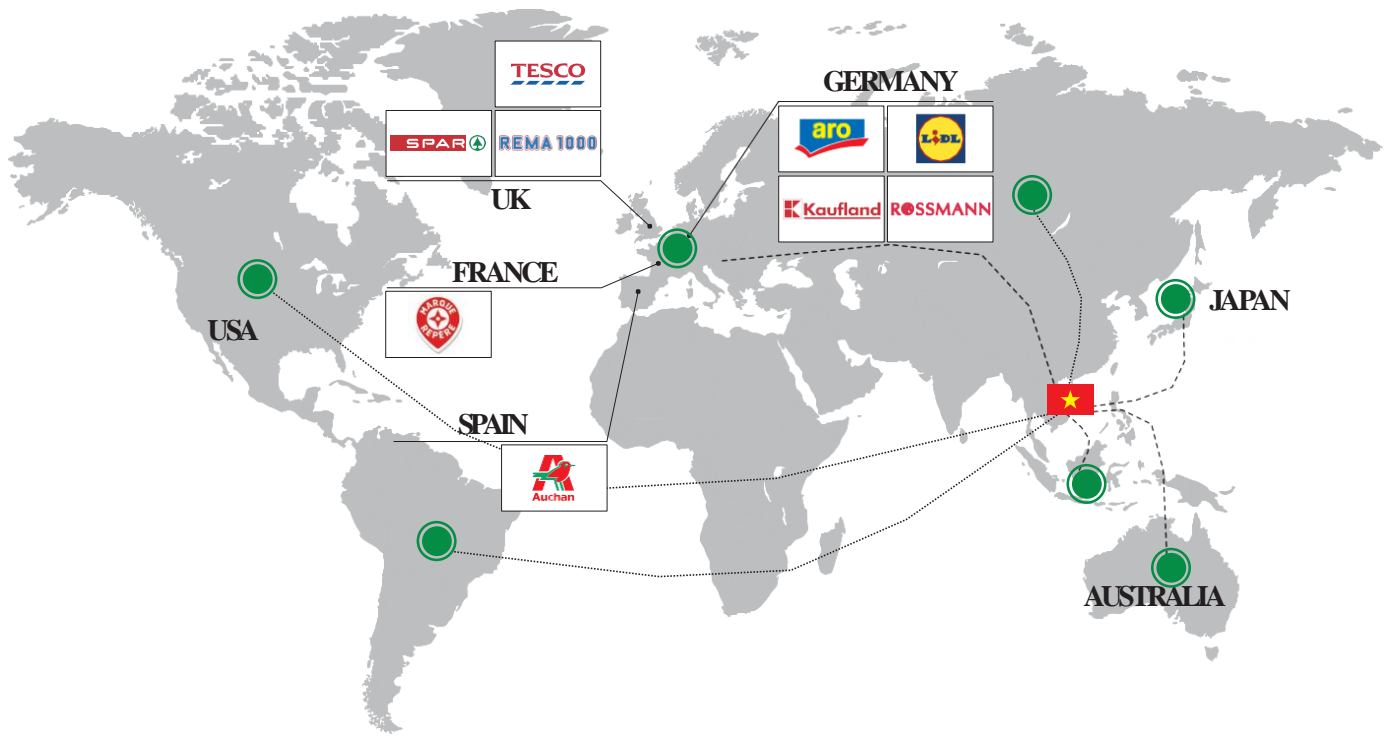 TESCO
SPAR
REMA 1000
UK
GERMANY
aro
LiDL
Kaufland
ROSSMANN
FRANCE
MARQUE
REPERE
USA
JAPAN
SPAIN
Auchan
AUSTRALIA